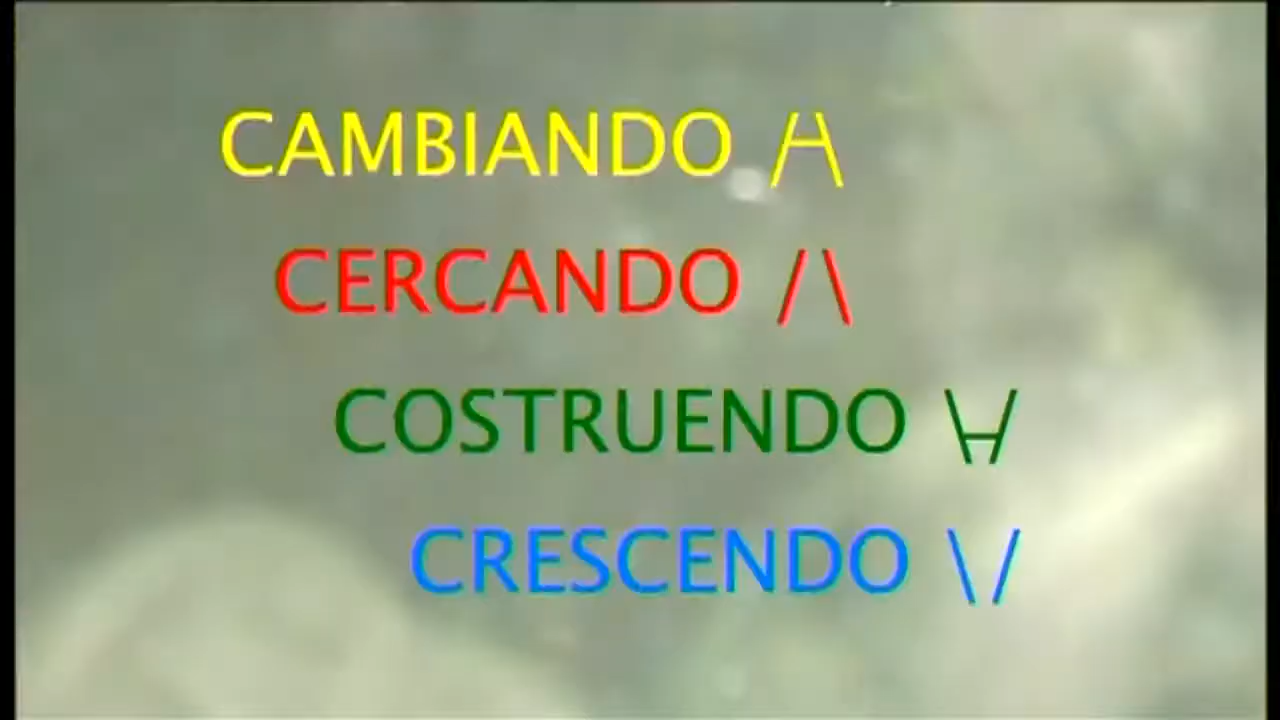 CAMBIANDO /-\
CERCANDO / \
COSTRUENDO \-/
CRESCENDO \ /